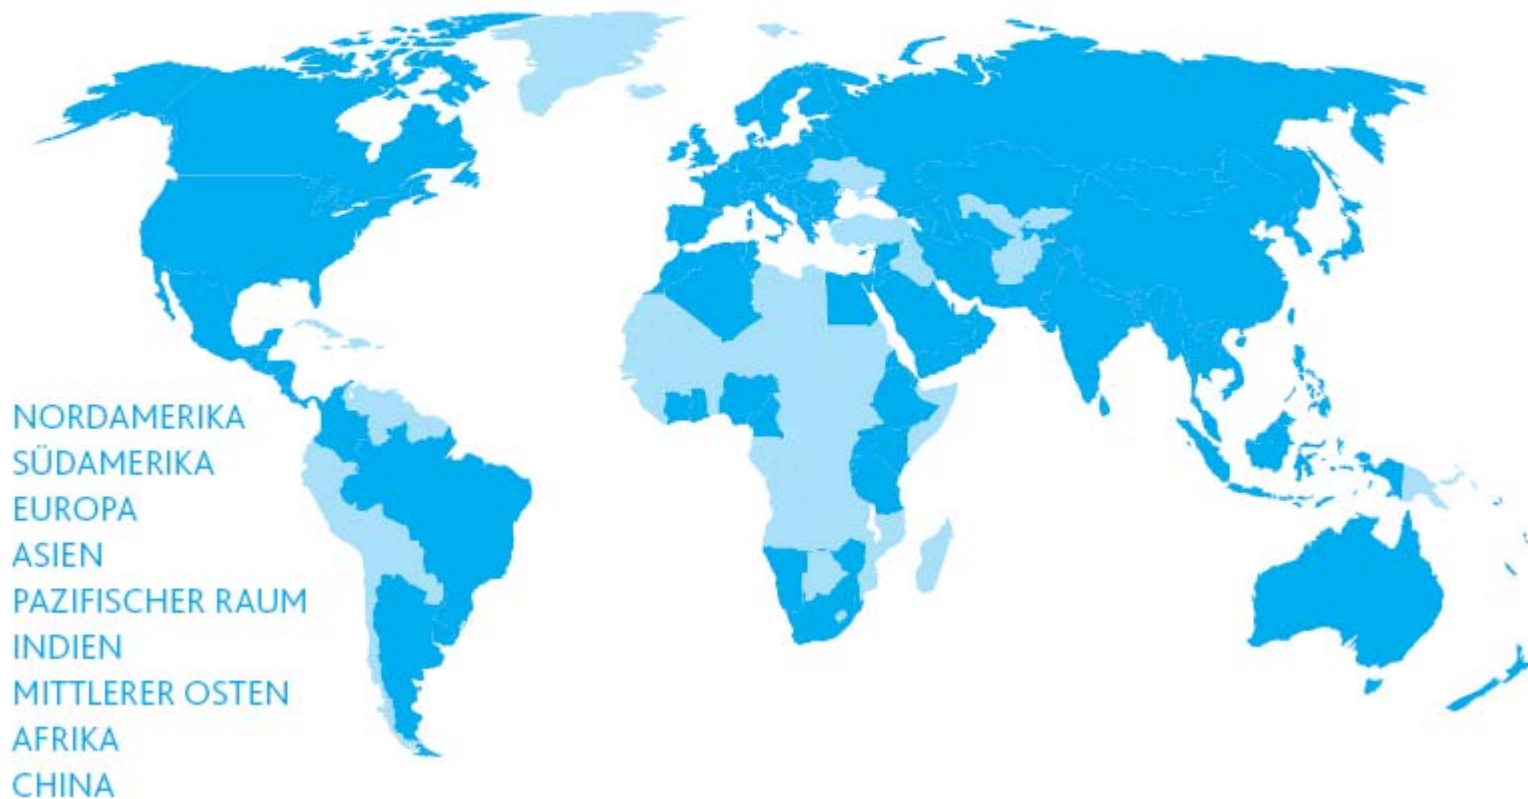 NORDAMERIKA
SÜDAMERIKA
EUROPA
ASIEN
PAZIFISCHER RAUM
INDIEN
MITTLERER OSTEN
AFRIKA
CHINA